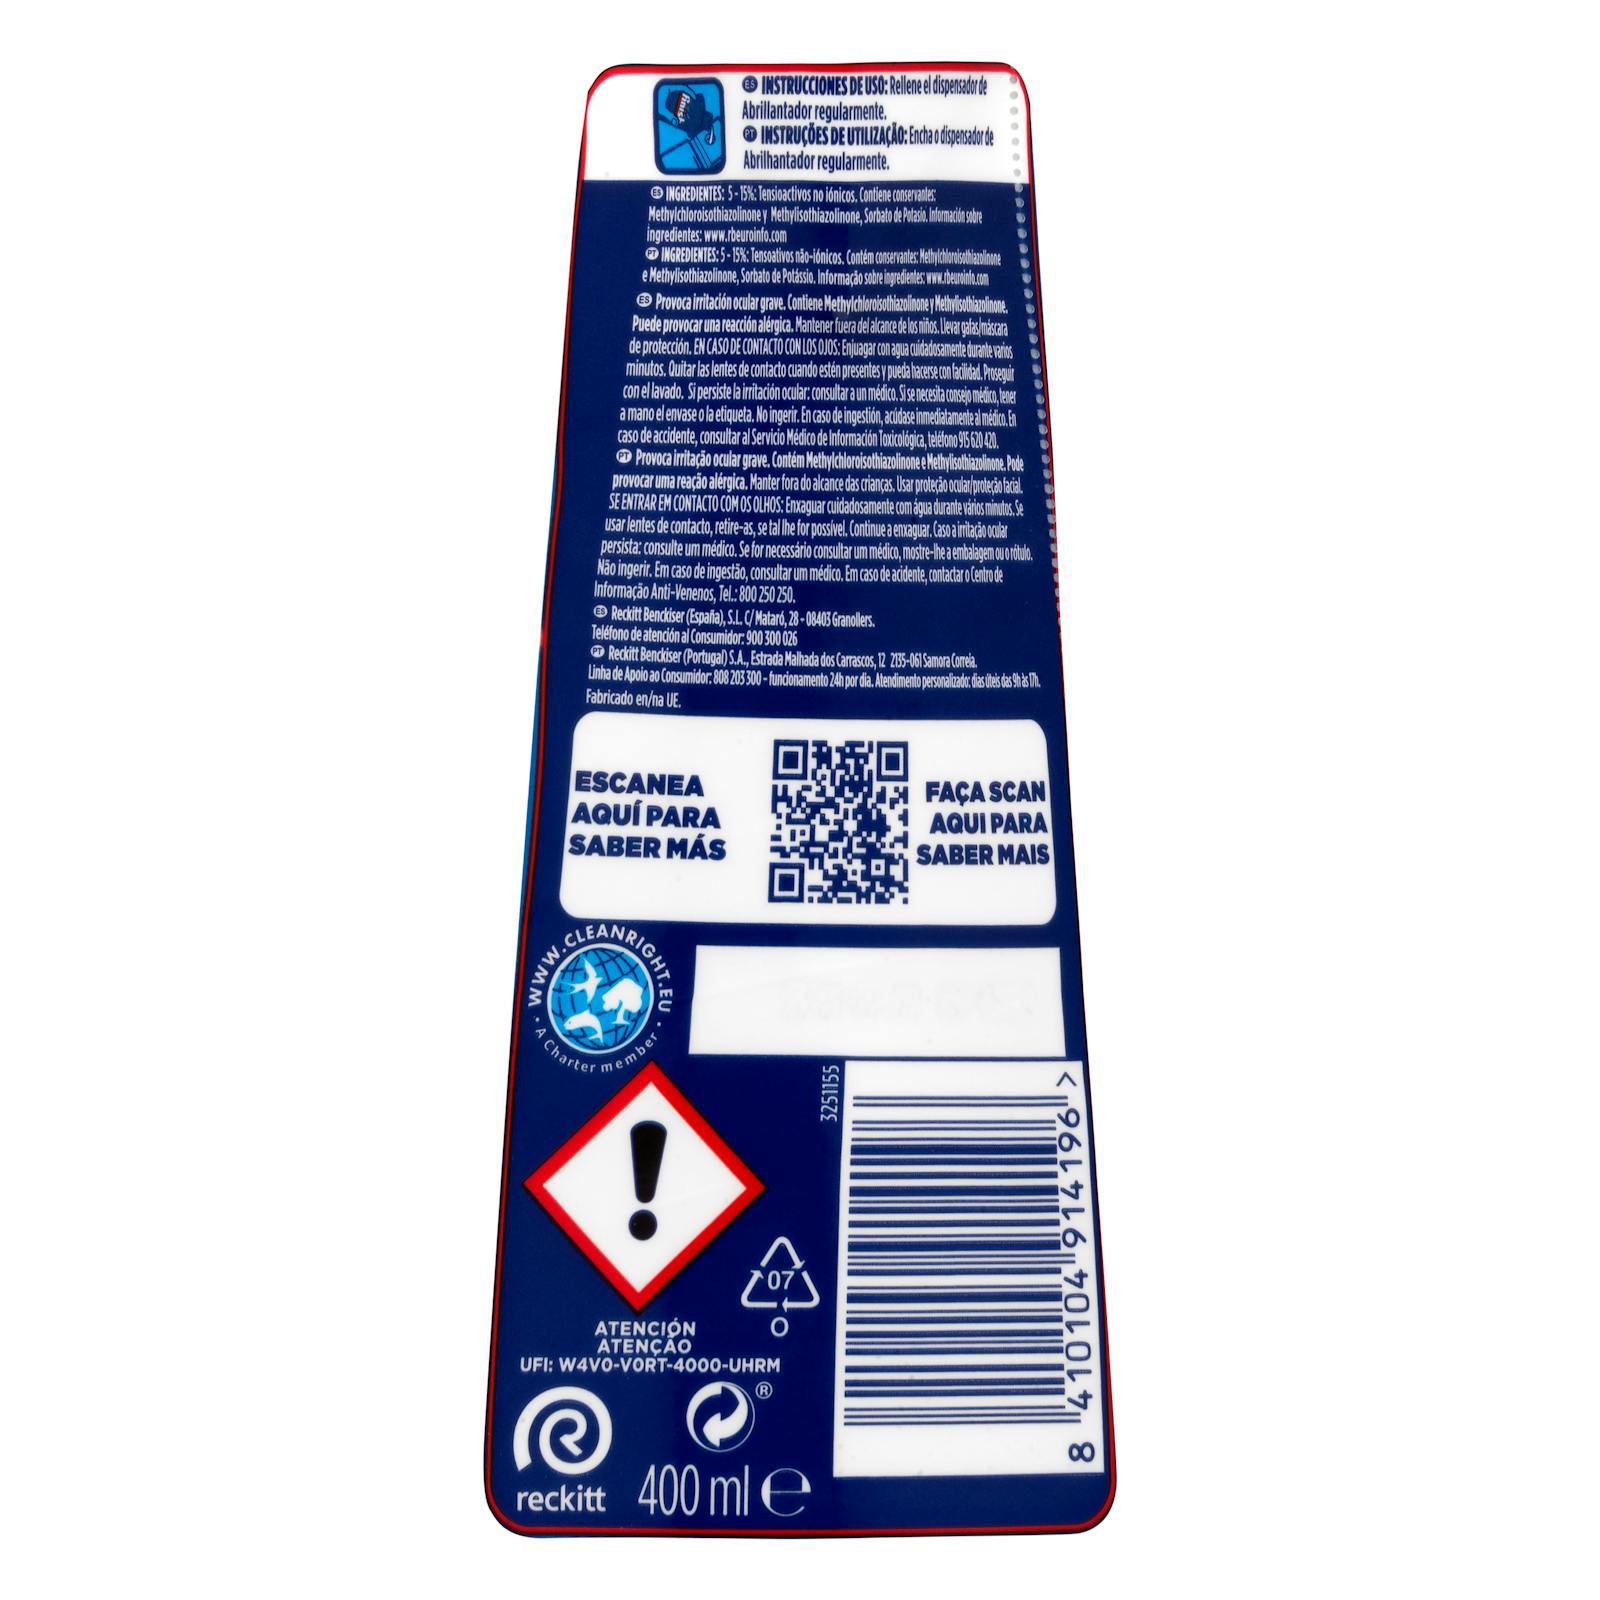 finish
ES INSTRUCCIONES DE USO: Rellene el dispensador de
Abrillantador regularmente.
PT INSTRUÇÕES DE UTILIZAÇÃO: Encha o dispensador de
Abrilhantador regularmente.
ES INGREDIENTES: 5 - 15%: Tensioactivos no iónicos. Contiene conservantes:
Methylchloroisothiazolinone y Methylisothiazolinone, Sorbato de Potasio. Información sobre
ingredientes: www.rbeuroinfo.com
PT INGREDIENTES: 5 - 15%: Tensoativos não-iónicos. Contém conservantes: Methylchloroisothiazolinone
e Methylisothiazolinone, Sorbato de Potássio. Informação sobre ingredientes: www.rbeuroinfo.com
ES Provoca irritación ocular grave. Contiene Methylchloroisothiazolinone y Methylisothiazolinone.
Puede provocar una reacción alérgica. Mantener fuera del alcance de los niños. Llevar gafas/máscara
de protección. EN CASO DE CONTACTO CON LOS OJOS: Enjuagar con agua cuidadosamente durante varios
minutos. Quitar las lentes de contacto cuando estén presentes y pueda hacerse con facilidad. Proseguir
con el lavado. Si persiste la irritación ocular: consultar a un médico. Si se necesita consejo médico, tener
a mano el envase o la etiqueta. No ingerir. En caso de ingestión, acúdase inmediatamente al médico. En
caso de accidente, consultar al Servicio Médico de Información Toxicológica, teléfono 915 620 420.
PT Provoca irritação ocular grave. Contém Methylchloroisothiazolinone e Methylisothiazolinone. Pode
provocar uma reação alérgica. Manter fora do alcance das crianças. Usar proteção ocular/proteção facial.
SE ENTRAR EM CONTACTO COM OS OLHOS: Enxaguar cuidadosamente com água durante vários minutos. Se
usar lentes de contacto, retire-as, se tal lhe for possível. Continue a enxaguar. Caso a irritação ocular
persista: consulte um médico. Se for necessário consultar um médico, mostre-lhe a embalagem ou o rótulo.
Não ingerir. Em caso de ingestão, consultar um médico. Em caso de acidente, contactar o Centro de
Informação Anti-Venenos, Tel.: 800 250 250.
ES Reckitt Benckiser (España), S.L. C/ Mataró, 28 - 08403 Granollers.
Teléfono de atención al Consumidor: 900 300 026
PT Reckitt Benckiser (Portugal) S.A., Estrada Malhada dos Carrascos, 12 2135-061 Samora Correia.
Linha de Apoio ao Consumidor: 808 203 300 - funcionamento 24h por dia. Atendimento personalizado: dias úteis das 9h às 17h.
Fabricado en/na UE.
ESCANEA
AQUÍ PARA
SABER MÁS
FAÇA SCAN
AQUI PARA
SABER MAIS
WWW.CLEANRIGHT.EU
A Charter member
3251155
8 410104 914196 >
07
O
ATENCIÓN
ATENÇÃO
UFI: W4V0-V0RT-4000-UHRM
®
reckitt
400 ml e